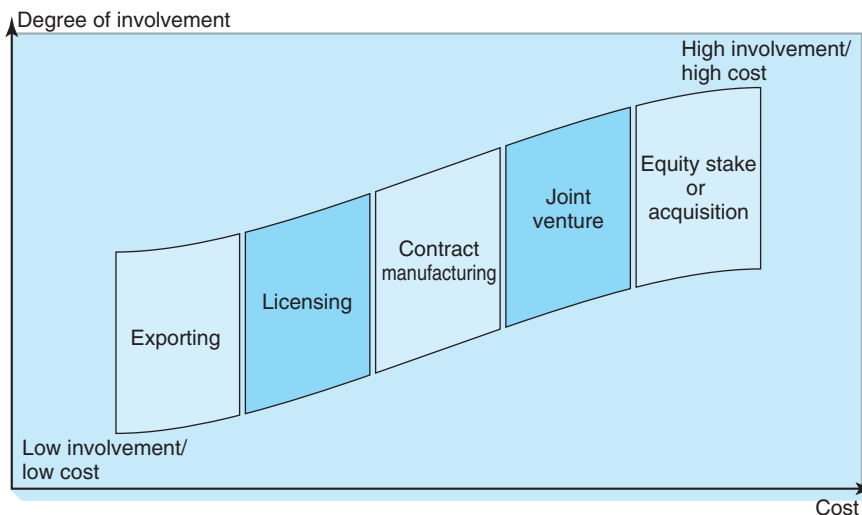 Degree of involvement
High involvement/
high cost
Equity stake
or
acquisition
Joint
venture
Contract
manufacturing
Licensing
Exporting
Low involvement/
low cost
Cost